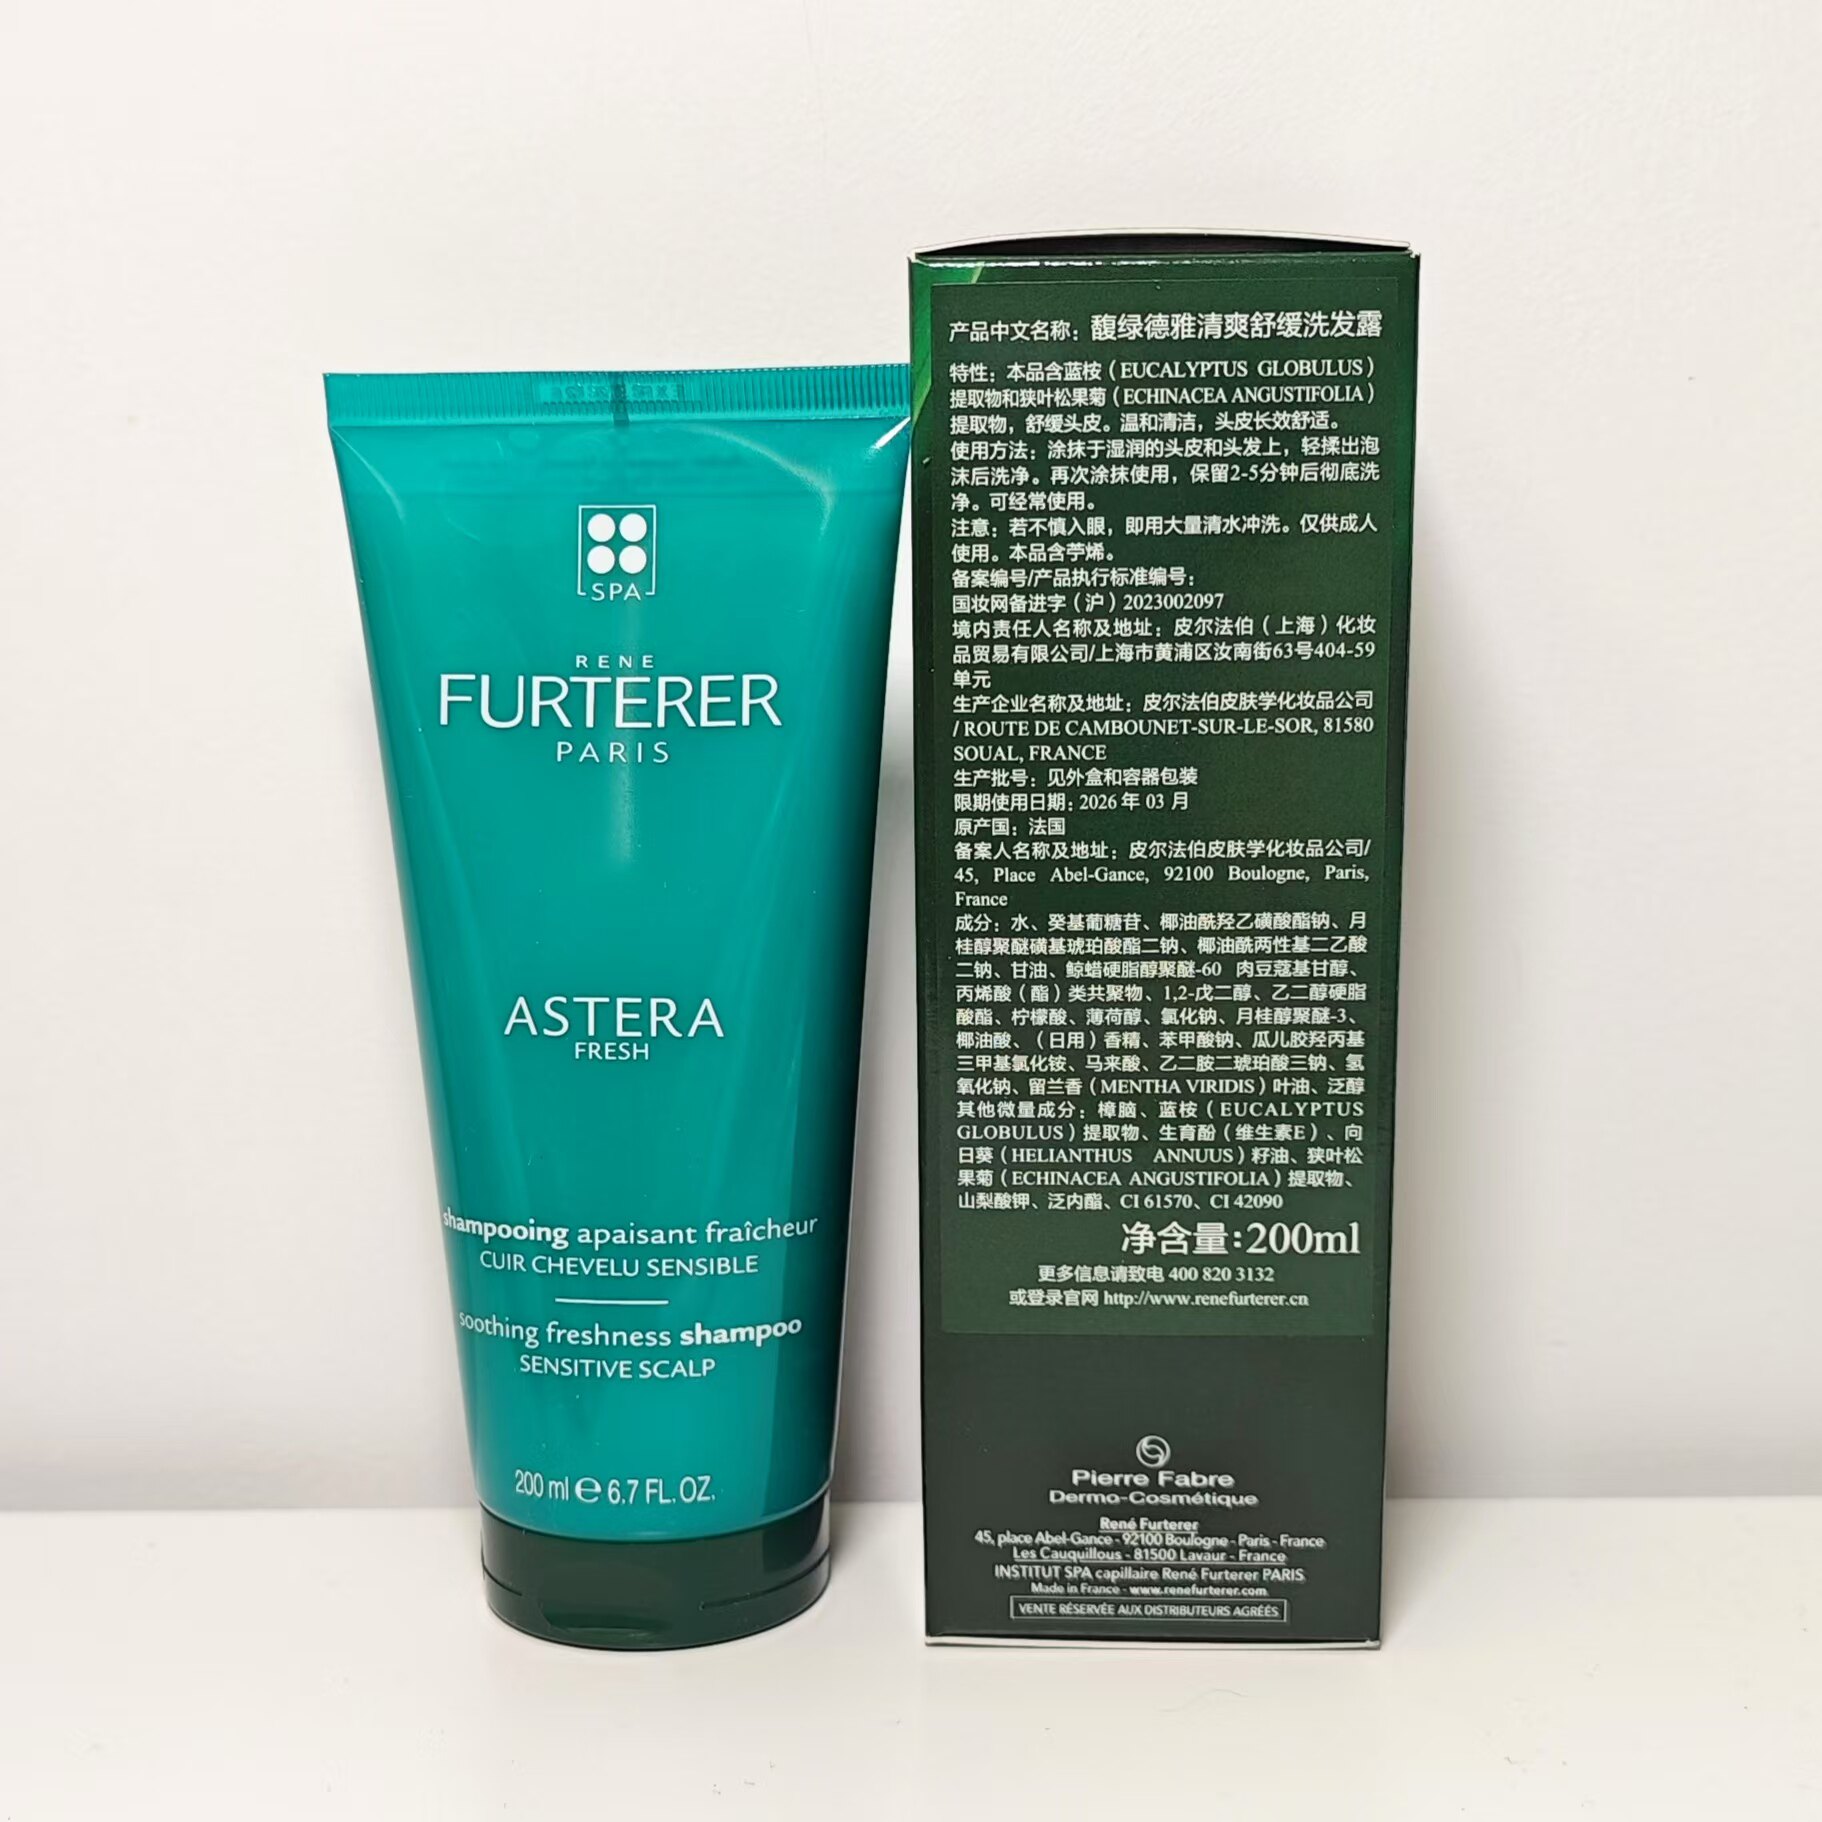 SPA
RENE
FURTERER
PARIS
ASTERA
FRESH
shampooing apaisant fraîcheur
CUIR CHEVELU SENSIBLE
soothing freshness shampoo
SENSITIVE SCALP
200 ml e 6.7 FL. OZ.
产品中文名称：馥绿德雅清爽舒缓洗发露
特性：本品含蓝桉（EUCALYPTUS GLOBULUS）
提取物和狭叶松果菊（ECHINACEA ANGUSTIFOLIA）
提取物，舒缓头皮。温和清洁，头皮长效舒适。
使用方法：涂抹于湿润的头皮和头发上，轻揉出泡
沫后洗净。再次涂抹使用，保留2-5分钟后彻底洗
净。可经常使用。
注意：若不慎入眼，即用大量清水冲洗。仅供成人
使用。本品含苧烯。
备案编号/产品执行标准编号：
国妆网备进字（沪）2023002097
境内责任人名称及地址：皮尔法伯（上海）化妆
品贸易有限公司/上海市黄浦区汝南街63号404-59
单元
生产企业名称及地址：皮尔法伯皮肤学化妆品公司
/ ROUTE DE CAMBOUNET-SUR-LE-SOR, 81580
SOUAL, FRANCE
生产批号：见外盒和容器包装
限期使用日期：2026 年 03 月
原产国：法国
备案人名称及地址：皮尔法伯皮肤学化妆品公司/
45, Place Abel-Gance, 92100 Boulogne, Paris,
France
成分：水、癸基葡糖苷、椰油酰羟乙磺酸酯钠、月
桂醇聚醚磺基琥珀酸酯二钠、椰油酰两性基二乙酸
二钠、甘油、鲸蜡硬脂醇聚醚-60 肉豆蔻基甘醇、
丙烯酸（酯）类共聚物、1,2-戊二醇、乙二醇硬脂
酸酯、柠檬酸、薄荷醇、氯化钠、月桂醇聚醚-3、
椰油酸、（日用）香精、苯甲酸钠、瓜儿胶羟丙基
三甲基氯化铵、马来酸、乙二胺二琥珀酸三钠、氢
氧化钠、留兰香（MENTHA VIRIDIS）叶油、泛醇
其他微量成分：樟脑、蓝桉（EUCALYPTUS
GLOBULUS）提取物、生育酚（维生素E）、向
日葵（HELIANTHUS ANNUUS）籽油、狭叶松
果菊（ECHINACEA ANGUSTIFOLIA）提取物、
山梨酸钾、泛内酯、CI 61570、CI 42090
净含量：200ml
更多信息请致电 400 820 3132
或登录官网 http://www.renefurterer.cn
Pierre Fabre
Dermo-Cosmétique
René Furterer
45, place Abel-Gance - 92100 Boulogne - Paris - France
Les Cauquillous - 81500 Lavaur - France
INSTITUT SPA capillaire René Furterer PARIS
Made in France - www.renefurterer.com
VENTE RÉSERVÉE AUX DISTRIBUTEURS AGRÉÉS